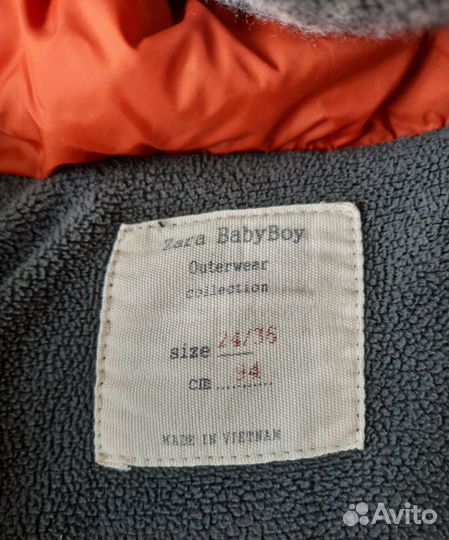 Zara BabyBoy
Outerwear
collection
size 24/36
cm 94
MADE IN VIETNAM
Avito